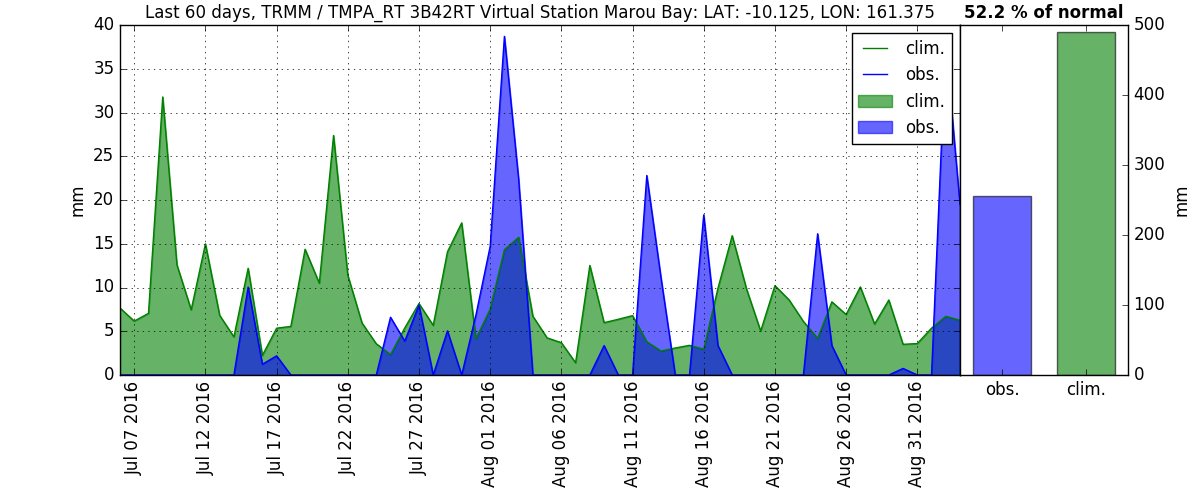 Last 60 days, TRMM / TMPA_RT 3B42RT Virtual Station Marou Bay: LAT: -10.125, LON: 161.375
52.2 % of normal
40
35
30
25
20
15
10
5
0
mm
clim.
obs.
clim.
obs.
500
400
300
200
100
0
mm
obs.
clim.
Jul 07 2016
Jul 12 2016
Jul 17 2016
Jul 22 2016
Jul 27 2016
Aug 01 2016
Aug 06 2016
Aug 11 2016
Aug 16 2016
Aug 21 2016
Aug 26 2016
Aug 31 2016